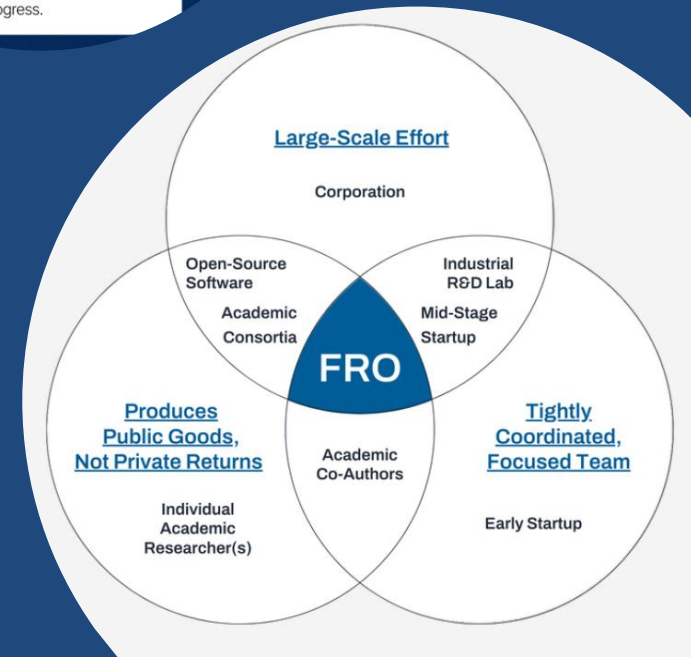 ogress.
Large-Scale Effort
Corporation
Open-Source
Software
Academic
Consortia
Industrial
R&D Lab
Mid-Stage
Startup
FRO
Produces
Public Goods,
Not Private Returns
Individual
Academic
Researcher(s)
Academic
Co-Authors
Tightly
Coordinated,
Focused Team
Early Startup